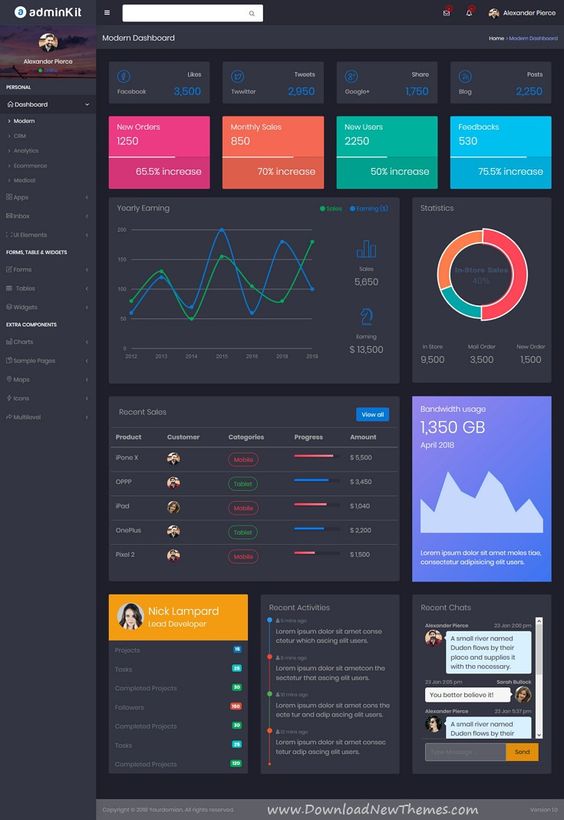 adminKit
Alexander Pierce
Online
PERSONAL
Dashboard
Modern
CRM
Analytics
Ecommerce
Medical
Apps
Inbox
UI Elements
FORMS, TABLE & WIDGETS
Forms
Tables
Widgets
EXTRA COMPONENTS
Charts
Sample Pages
Maps
Icons
Multilevel
Alexander Pierce
Modern Dashboard
Home > Modern Dashboard
Likes
Facebook 3,500
Tweets
Twwitter 2,950
Share
Google+ 1,750
Posts
Blog 2,250
New Orders
1250
65.5% increase
Monthly Sales
850
70% increase
New Users
2250
50% increase
Feedbacks
530
75.5% increase
Yearly Earning
Sales Earning ($)
200
150
100
50
0
2012 2013 2014 2015 2016 2017 2018 2019
Sales
5,650
Earning
$ 13,500
Statistics
In-Store Sales
40%
In Store Mail Order New Order
9,500 3,500 1,500
Recent Sales
View all
Product Customer Categories Progress Amount
iPone X Mobile $ 5,500
OPPP Tablet $ 3,450
iPad Mobile $ 1,040
OnePlus Tablet $ 2,200
Pixel 2 Mobile $ 1,500
Bandwidth usage
1,350 GB
April 2018
Lorem ipsum dolor sit amet moles tiae,
consectetur adipisicing elit users.
Nick Lampard
Lead Developer
Projects
Tasks 25
Completed Projects 30
Followers 150
Completed Projects 30
Tasks 25
Completed Projects 120
Recent Activities
5 mins ago
Lorem ipsum dolor sit amet conse
ctetur which ascing elit users.
8 mins ago
Lorem ipsum dolor sit ametcon the
sectetur that ascing elit users.
10 mins ago
Lorem ipsum dolor sit amet cons the
ecte tur and odip ascing elit users.
12 mins ago
Lorem ipsum dolor sit amet consec
tetur adip ascing elit users.
Recent Chats
Alexander Pierce 23 Jan 2:00 pm
A small river named
Duden flows by their
place and supplies it
with the necessary.
23 Jan 2:05 pm Sarah Bullock
You better believe it!
Alexander Pierce 23 Jan 5:37 pm
A small river named
Duden flows by their
Type Message ...
Send
Copyright © 2018 Yourdomian. All rights reserved.
www.DownloadNewThemes.com
Version 1.0